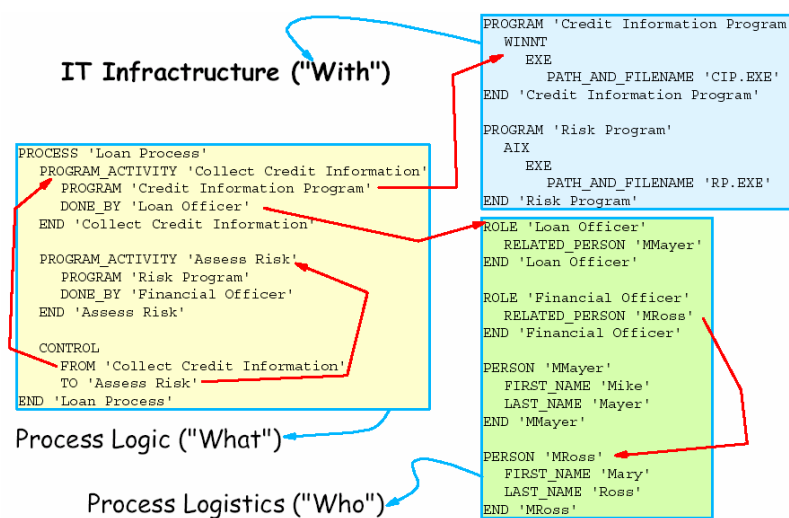 IT Infractructure ("With")
PROGRAM 'Credit Information Program
WINNT
EXE
PATH_AND_FILENAME 'CIP.EXE'
END 'Credit Information Program'
PROGRAM 'Risk Program'
AIX
EXE
PATH_AND_FILENAME 'RP.EXE'
END 'Risk Program'
PROCESS 'Loan Process'
PROGRAM_ACTIVITY 'Collect Credit Information'
PROGRAM 'Credit Information Program'
DONE_BY 'Loan Officer'
END 'Collect Credit Information'
PROGRAM_ACTIVITY 'Assess Risk'
PROGRAM 'Risk Program'
DONE_BY 'Financial Officer'
END 'Assess Risk'
CONTROL
FROM 'Collect Credit Information'
TO 'Assess Risk'
END 'Loan Process'
Process Logic ("What")
ROLE 'Loan Officer'
RELATED_PERSON 'MMayer'
END 'Loan Officer'
ROLE 'Financial Officer'
RELATED_PERSON 'MRoss'
END 'Financial Officer'
PERSON 'MMayer'
FIRST_NAME 'Mike'
LAST_NAME 'Mayer'
END 'MMayer'
PERSON 'MRoss'
FIRST_NAME 'Mary'
LAST_NAME 'Ross'
END 'MRoss'
Process Logistics ("Who")